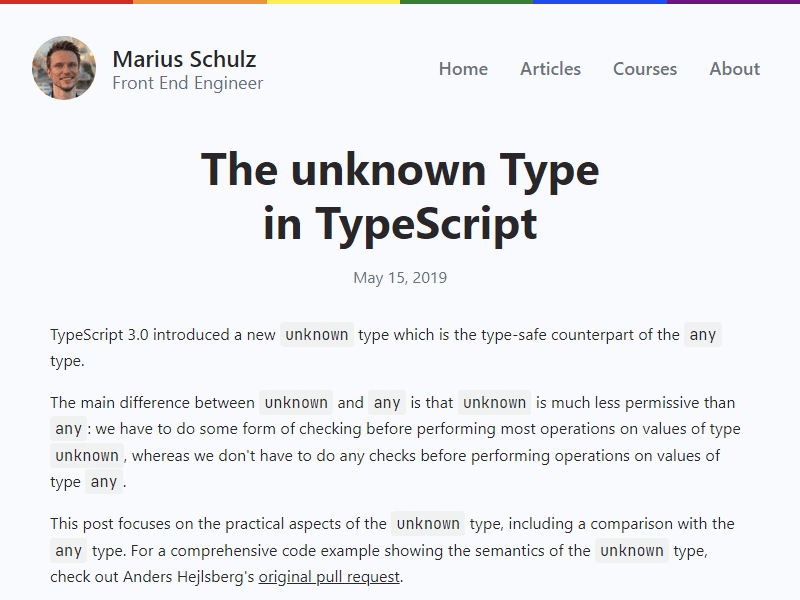 Marius Schulz
Front End Engineer
Home Articles Courses About
The unknown Type
in TypeScript
May 15, 2019
TypeScript 3.0 introduced a new unknown type which is the type-safe counterpart of the any
type.
The main difference between unknown and any is that unknown is much less permissive than
any: we have to do some form of checking before performing most operations on values of type
unknown, whereas we don't have to do any checks before performing operations on values of
type any.
This post focuses on the practical aspects of the unknown type, including a comparison with the
any type. For a comprehensive code example showing the semantics of the unknown type,
check out Anders Hejlsberg's original pull request.